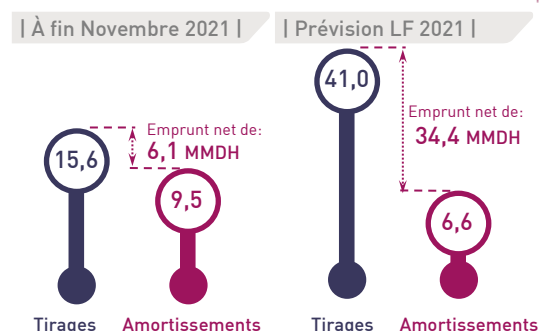 | À fin Novembre 2021 |
15,6
Emprunt net de:
6,1 MMDH
9,5
Tirages
Amortissements
| Prévision LF 2021 |
41,0
Emprunt net de:
34,4 MMDH
6,6
Tirages
Amortissements